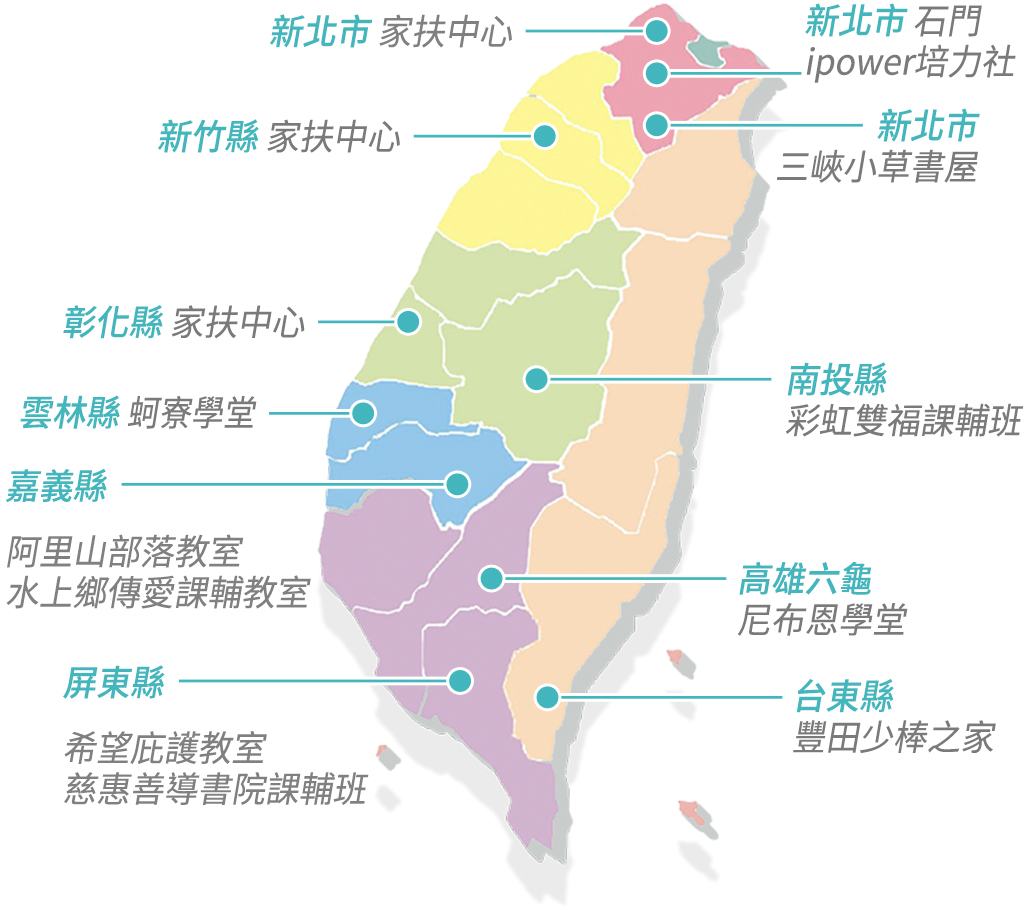 新北市 家扶中心
新北市 石門
ipower培力社
新竹縣 家扶中心
新北市
三峽小草書屋
彰化縣 家扶中心
南投縣
彩虹雙福課輔班
雲林縣 蚵寮學堂
嘉義縣
阿里山部落教室
水上鄉傳愛課輔教室
高雄六龜
尼布恩學堂
屏東縣
希望庇護教室
慈惠善導書院課輔班
台東縣
豐田少棒之家